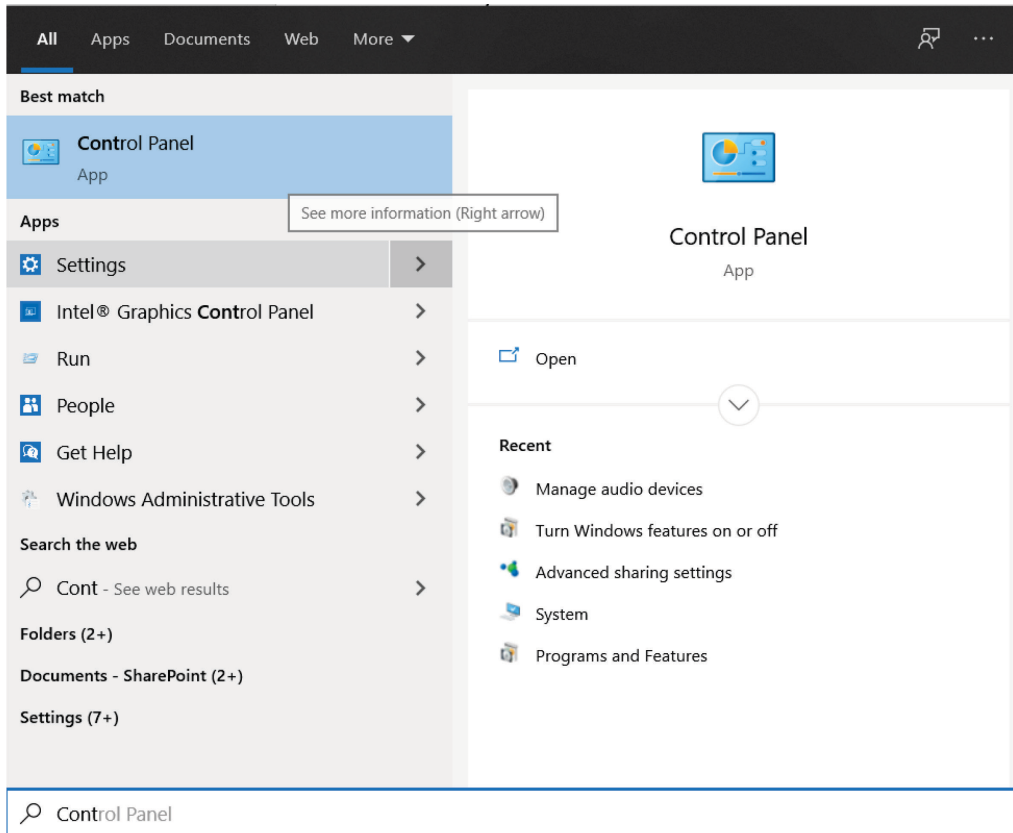 All Apps Documents Web More
Best match
Control Panel
App
See more information (Right arrow)
Apps
Settings
Intel® Graphics Control Panel
Run
People
Get Help
Windows Administrative Tools
Search the web
Cont - See web results
Folders (2+)
Documents - SharePoint (2+)
Settings (7+)
Control Panel
App
Open
Recent
Manage audio devices
Turn Windows features on or off
Advanced sharing settings
System
Programs and Features
Control Panel